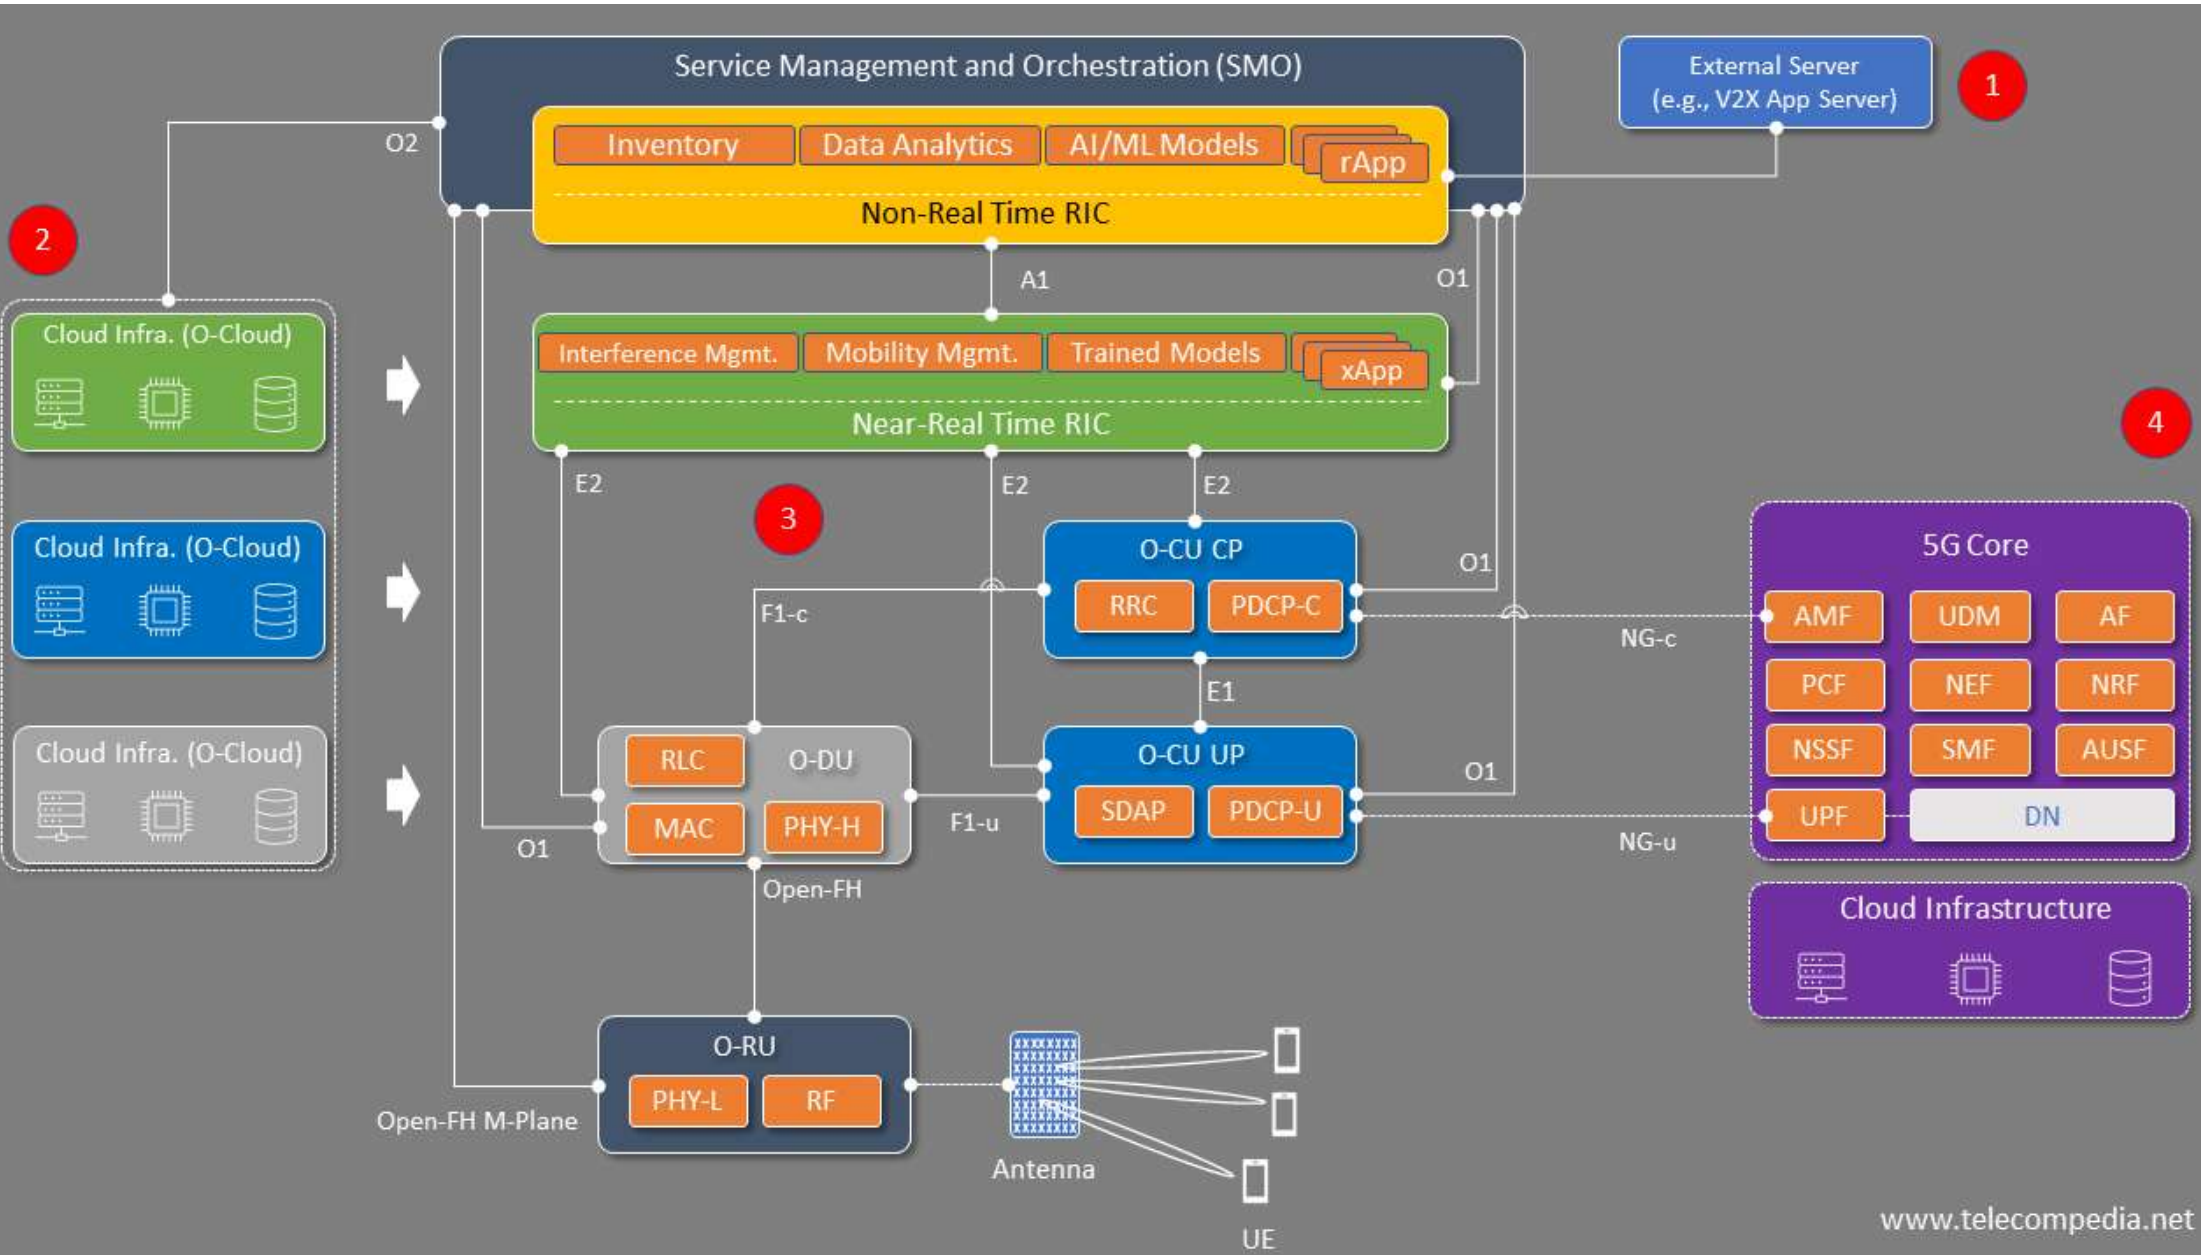 Service Management and Orchestration (SMO)
External Server
(e.g., V2X App Server)
1
Inventory
Data Analytics
AI/ML Models
rApp
Non-Real Time RIC
O2
2
A1
O1
Cloud Infra. (O-Cloud)
Interference Mgmt.
Mobility Mgmt.
Trained Models
xApp
Near-Real Time RIC
4
E2
E2
E2
3
Cloud Infra. (O-Cloud)
O-CU CP
RRC
PDCP-C
O1
F1-c
NG-c
E1
5G Core
AMF
UDM
AF
PCF
NEF
NRF
NSSF
SMF
AUSF
UPF
DN
Cloud Infra. (O-Cloud)
RLC
O-DU
MAC
PHY-H
O1
F1-u
O-CU UP
SDAP
PDCP-U
O1
NG-u
Open-FH
Cloud Infrastructure
O-RU
PHY-L
RF
Open-FH M-Plane
Antenna
UE
www.telecompedia.net